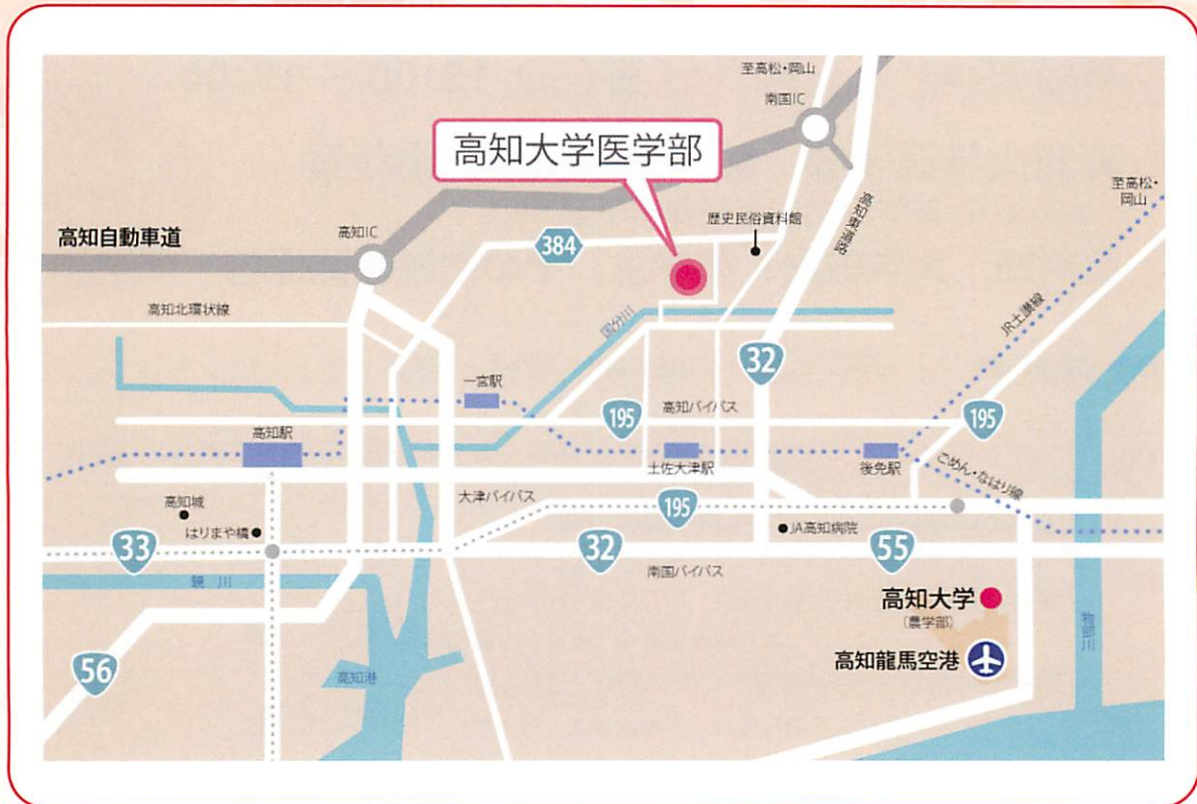 至高松・岡山
南国IC
高知大学医学部
至高松・
岡山
歴史民俗資料館
高知東道路
高知自動車道
高知IC
384
高知北環状線
国分川
JR土讃線
32
一宮駅
195
高知バイパス
195
高知駅
土佐大津駅
後免駅
ごめん・なはり線
高知城
大津バイパス
195
はりまや橋
JA高知病院
33
32
55
南国バイパス
鏡川
高知大学
(農学部)
物部川
高知龍馬空港
56
高知港